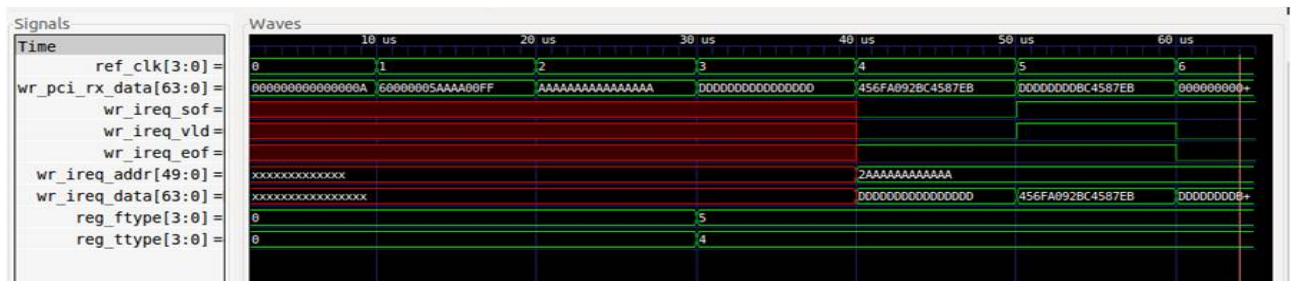 Signals Waves
Time 10 us 20 us 30 us 40 us 50 us 60 us
ref_clk[3:0] = 0 1 2 3 4 5 6
wr_pci_rx_data[63:0] = 000000000000000A 60000005AAAA00FF AAAAAAAAAAAAAAAA DDDDDDDDDDDDDDDD 456FA092BC4587EB DDDDDDDDBC4587EB 000000000+
wr_ireq_sof =
wr_ireq_vld =
wr_ireq_eof =
wr_ireq_addr[49:0] = xxxxxxxxxxxxx 2AAAAAAAAAAAA
wr_ireq_data[63:0] = xxxxxxxxxxxxxxxx DDDDDDDDDDDDDDDD 456FA092BC4587EB DDDDDDDDB+
reg_ftype[3:0] = 0 5
reg_ttype[3:0] = 0 4